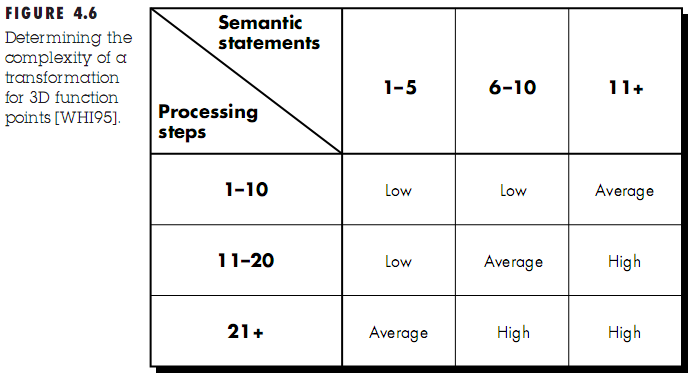 FIGURE 4.6
Determining the
complexity of a
transformation
for 3D function
points [WHI95].
Semantic
statements
Processing
steps
1–5
6–10
11+
1–10
Low
Low
Average
11–20
Low
Average
High
21+
Average
High
High